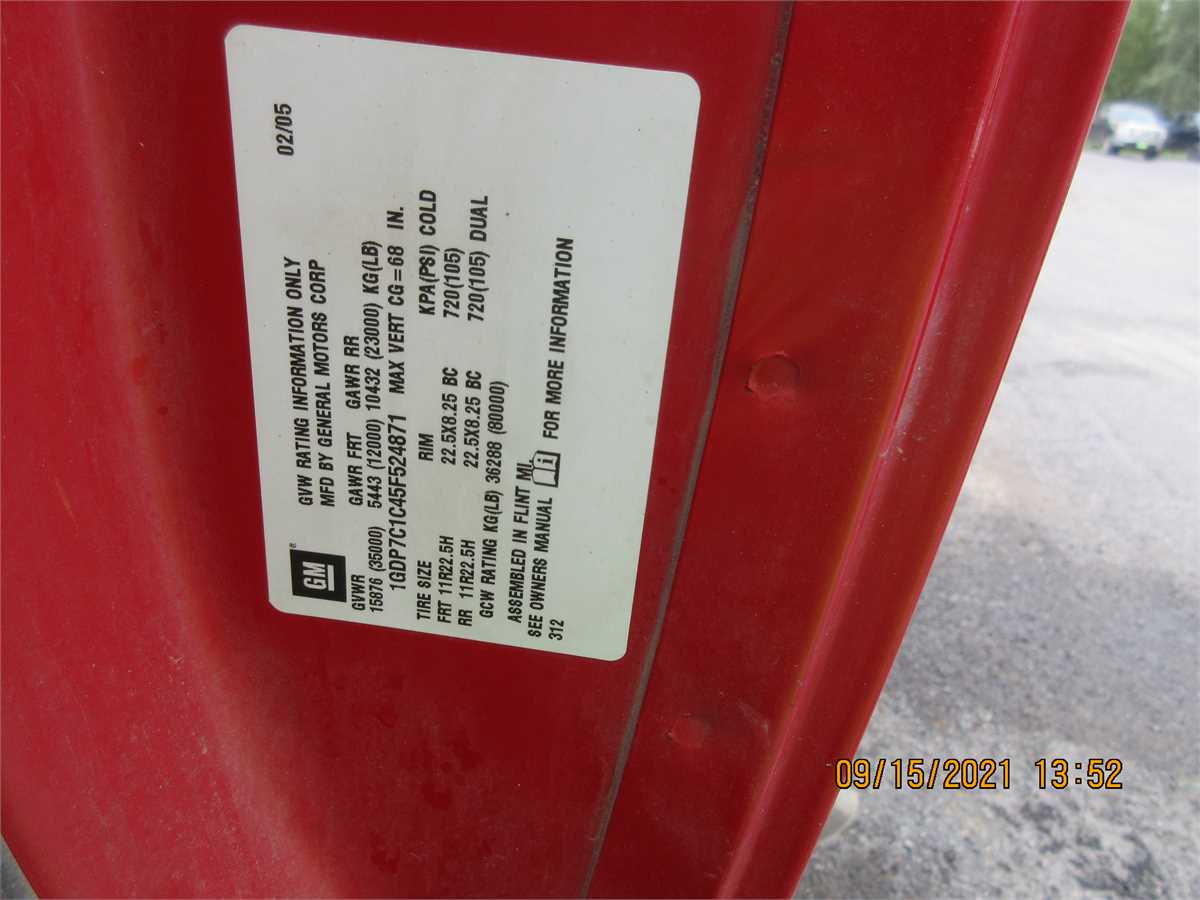 GVW RATING INFORMATION ONLY 02/05
MFD BY GENERAL MOTORS CORP
GM®
GVWR GAWR FRT GAWR RR
15876 (35000) 5443 (12000) 10432 (23000) KG(LB)
1GDP7C1C45F524871 MAX VERT CG=68 IN.
TIRE SIZE RIM KPA(PSI) COLD
FRT 11R22.5H 22.5X8.25 BC 720(105)
RR 11R22.5H 22.5X8.25 BC 720(105) DUAL
GCW RATING KG(LB) 36288 (80000)
ASSEMBLED IN FLINT MI.
SEE OWNERS MANUAL i FOR MORE INFORMATION
312
09/15/2021 13:52